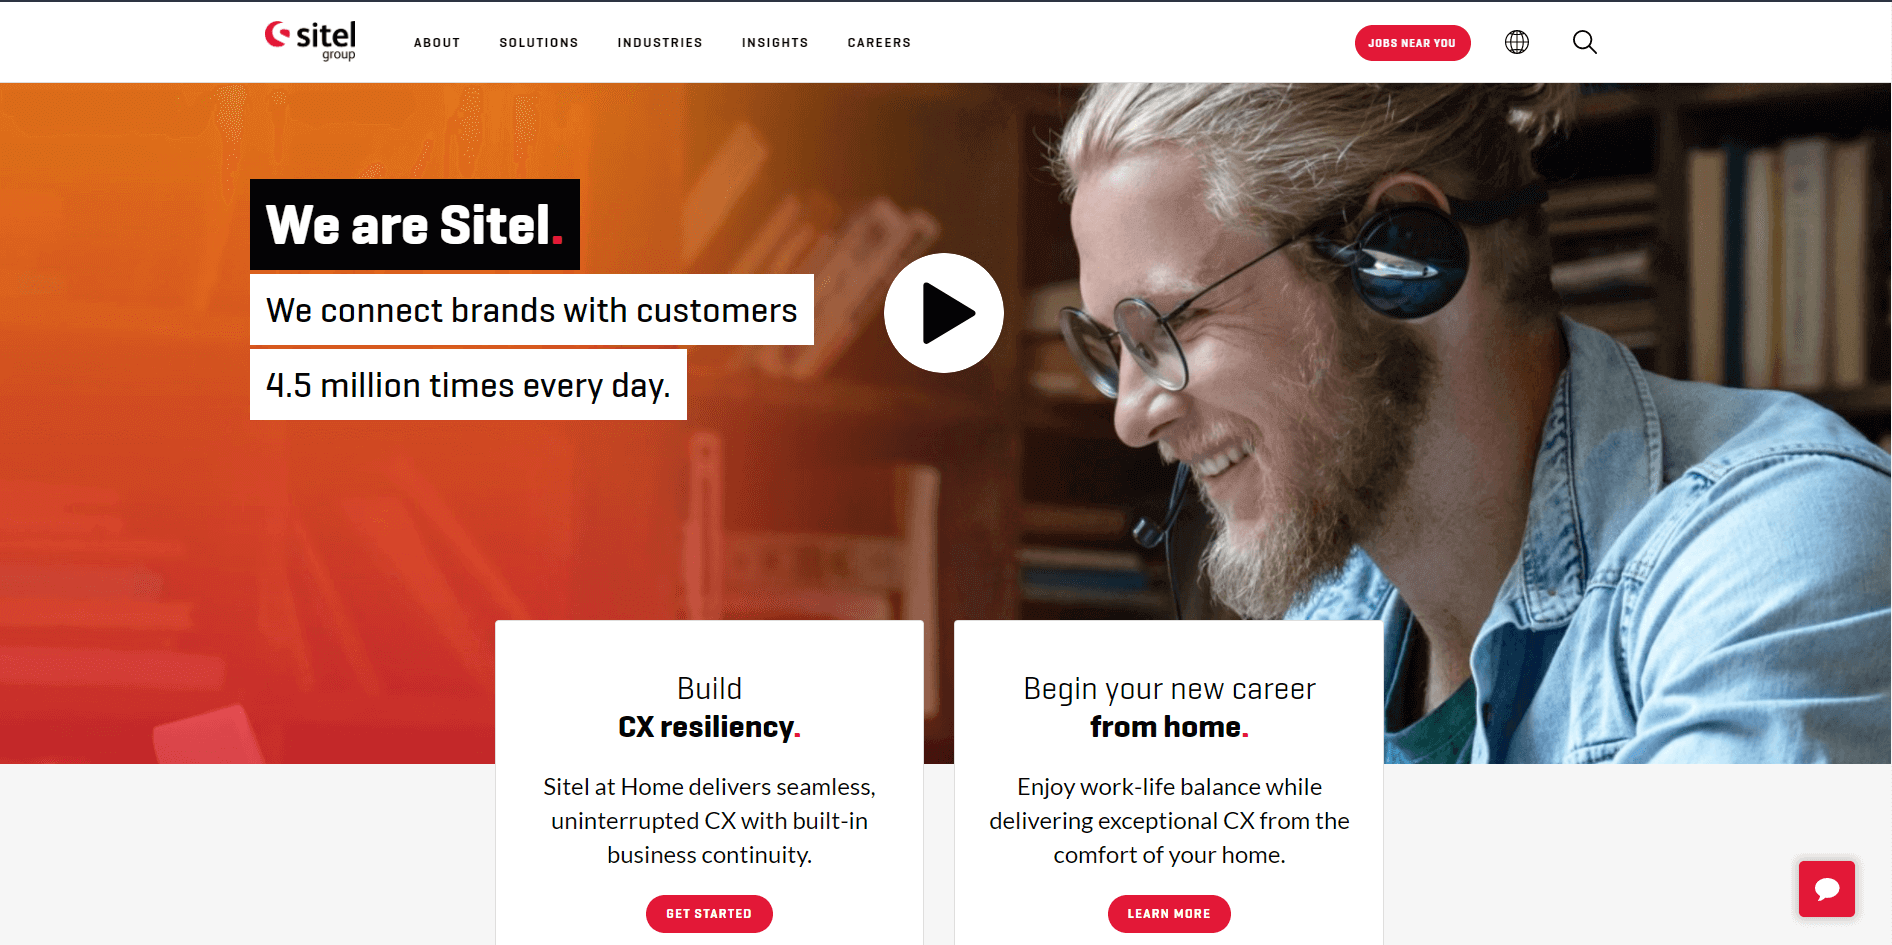 sitel
group
ABOUT
SOLUTIONS
INDUSTRIES
INSIGHTS
CAREERS
JOBS NEAR YOU
We are Sitel.
We connect brands with customers
4.5 million times every day.
Build
CX resiliency.
Sitel at Home delivers seamless,
uninterrupted CX with built-in
business continuity.
GET STARTED
Begin your new career
from home.
Enjoy work-life balance while
delivering exceptional CX from the
comfort of your home.
LEARN MORE